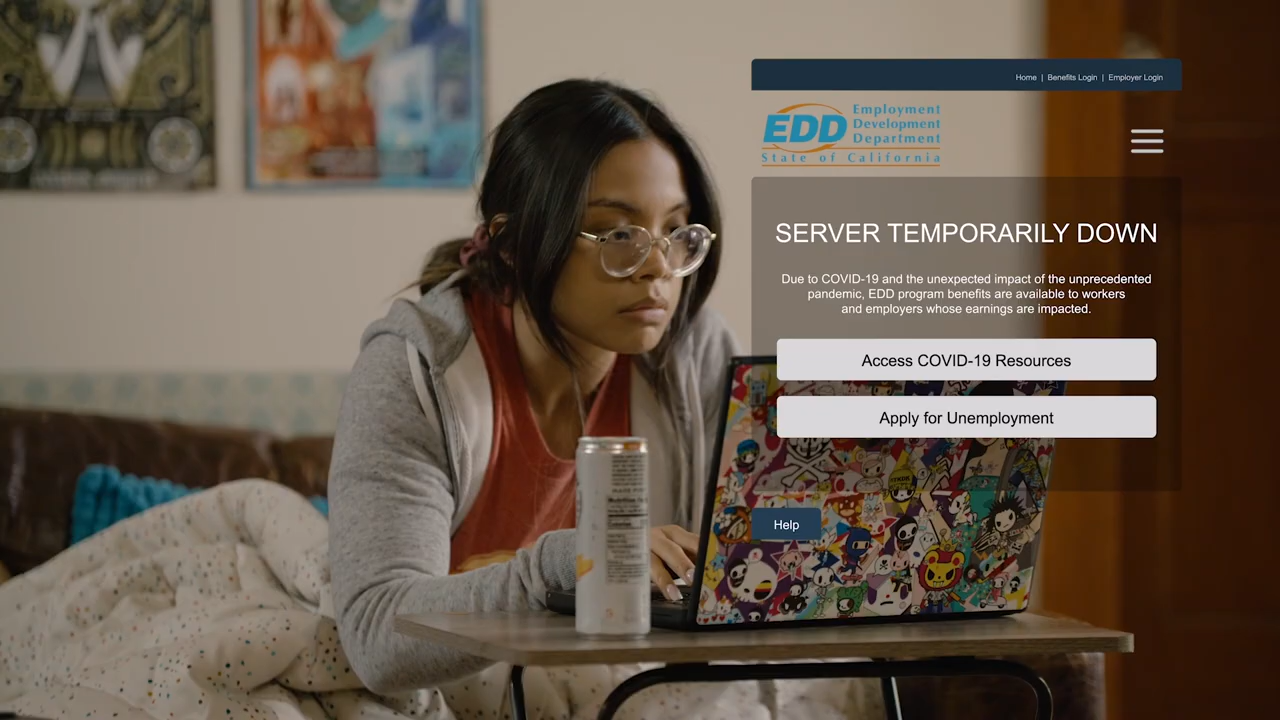 Home | Benefits Login | Employer Login
EDD Employment
Development
Department
State of California
SERVER TEMPORARILY DOWN
Due to COVID-19 and the unexpected impact of the unprecedented
pandemic, EDD program benefits are available to workers
and employers whose earnings are impacted.
Access COVID-19 Resources
Apply for Unemployment
Help
Calories